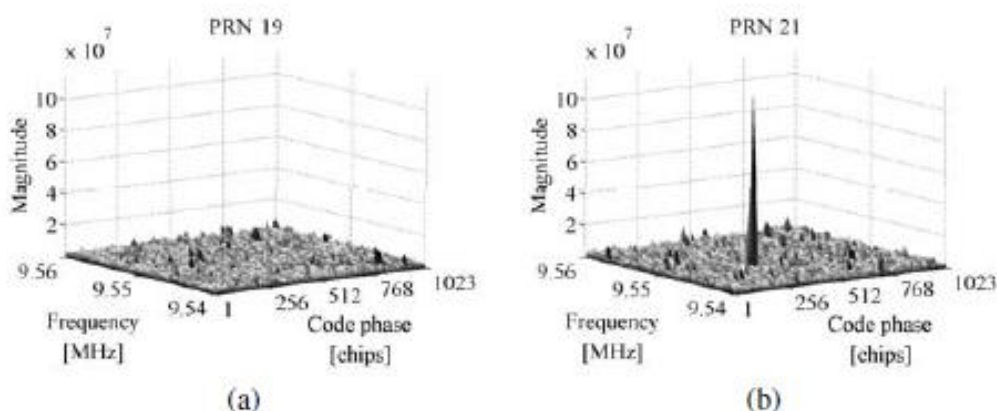 PRN 19
x 10^7
10
8
6
4
2
Magnitude
9.56
9.55
9.54
Frequency
[MHz]
1
256
512
768
1023
Code phase
[chips]
(a)
PRN 21
x 10^7
10
8
6
4
2
Magnitude
9.56
9.55
9.54
Frequency
[MHz]
1
256
512
768
1023
Code phase
[chips]
(b)